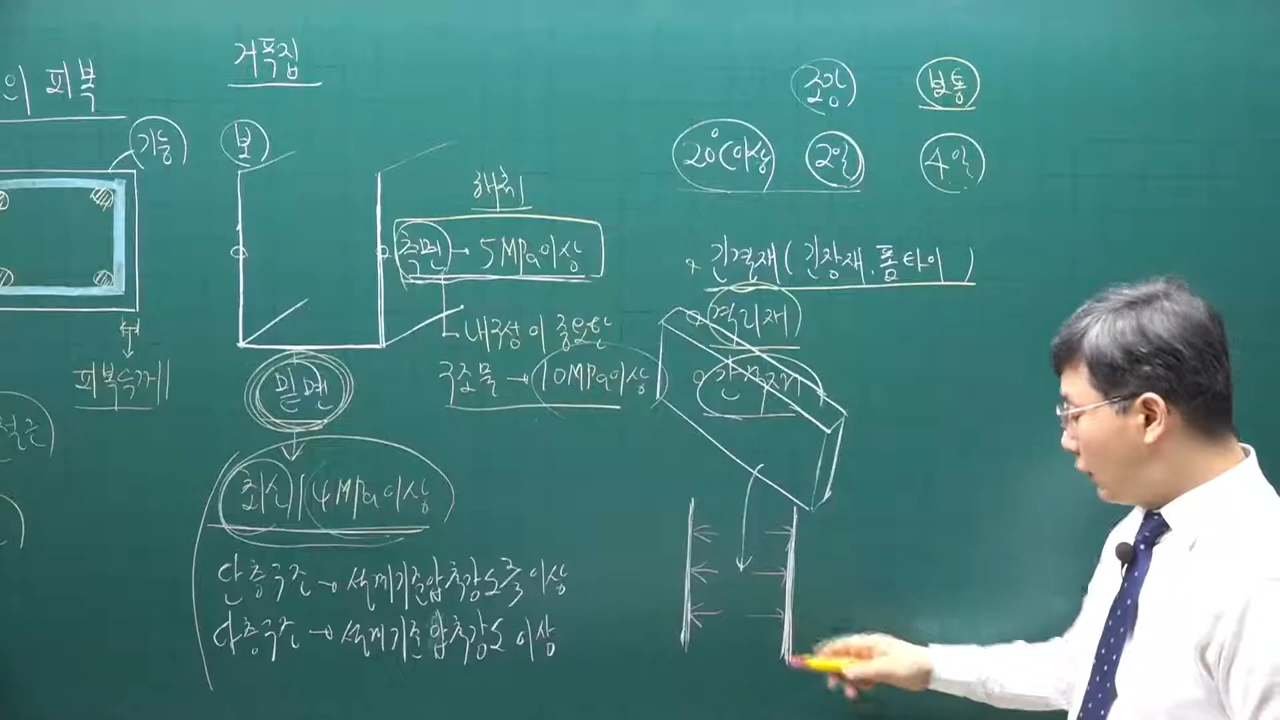 의 피복
기둥
피복두께
철근
거푸집
보
해체
측면 → 5MPa이상
내구성이 중요한
구조물 → 10MPa이상
밑면
최소 14MPa이상
단층구조 → 설계기준압축강도 2/3 이상
다층구조 → 설계기준압축강도 이상
조강
보통
20℃이상
2일
4일
* 긴결재(긴장재, 폼타이)
격리재